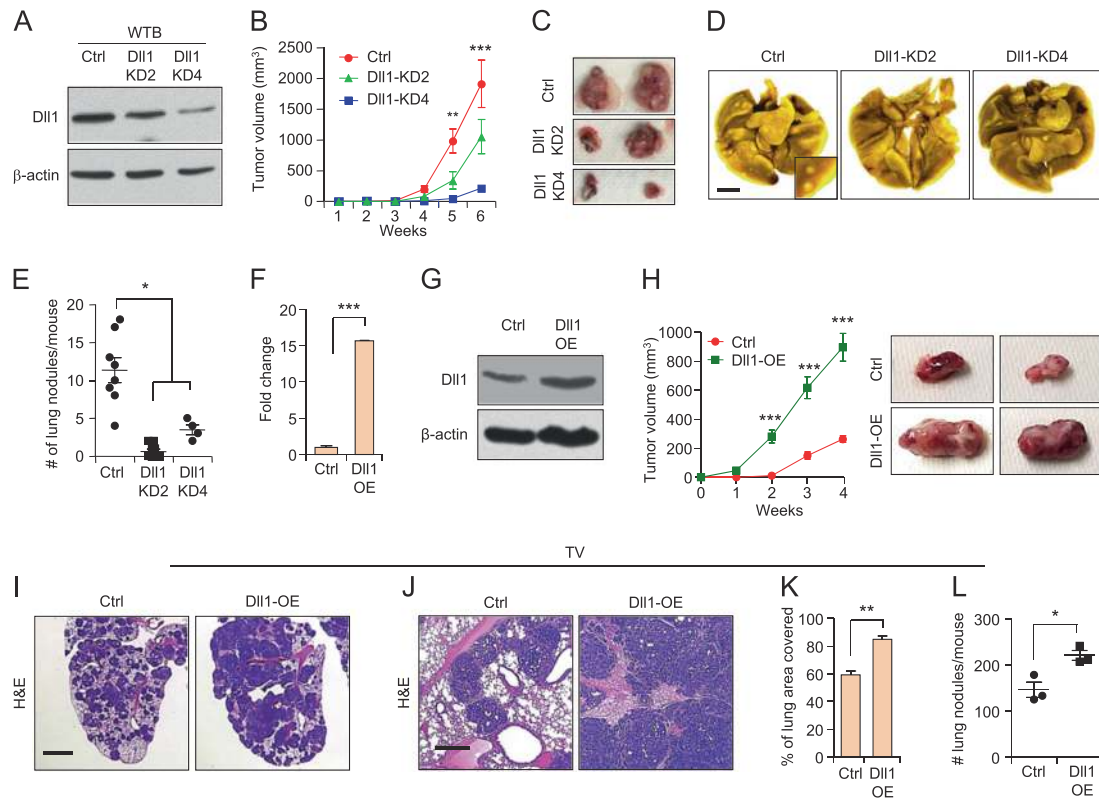 A
WTB
Ctrl
Dll1
KD2
Dll1
KD4
Dll1
β-actin
B
Tumor volume (mm3)
2500
2000
1500
1000
500
0
Ctrl
Dll1-KD2
Dll1-KD4
**
***
1 2 3 4 5 6
Weeks
C
Ctrl
Dll1
KD2
Dll1
KD4
D
Ctrl
Dll1-KD2
Dll1-KD4
E
# of lung nodules/mouse
20
15
10
5
0
*
Ctrl
Dll1
KD2
Dll1
KD4
F
Fold change
20
15
10
5
0
***
Ctrl
Dll1
OE
G
Ctrl
Dll1
OE
Dll1
β-actin
H
Tumor volume (mm3)
1000
800
600
400
200
0
Ctrl
Dll1-OE
***
***
***
0 1 2 3 4
Weeks
Ctrl
Dll1-OE
TV
I
Ctrl
Dll1-OE
H&E
J
Ctrl
Dll1-OE
H&E
K
% of lung area covered
100
80
60
40
20
0
**
Ctrl
Dll1
OE
L
# lung nodules/mouse
300
200
100
0
*
Ctrl
Dll1
OE